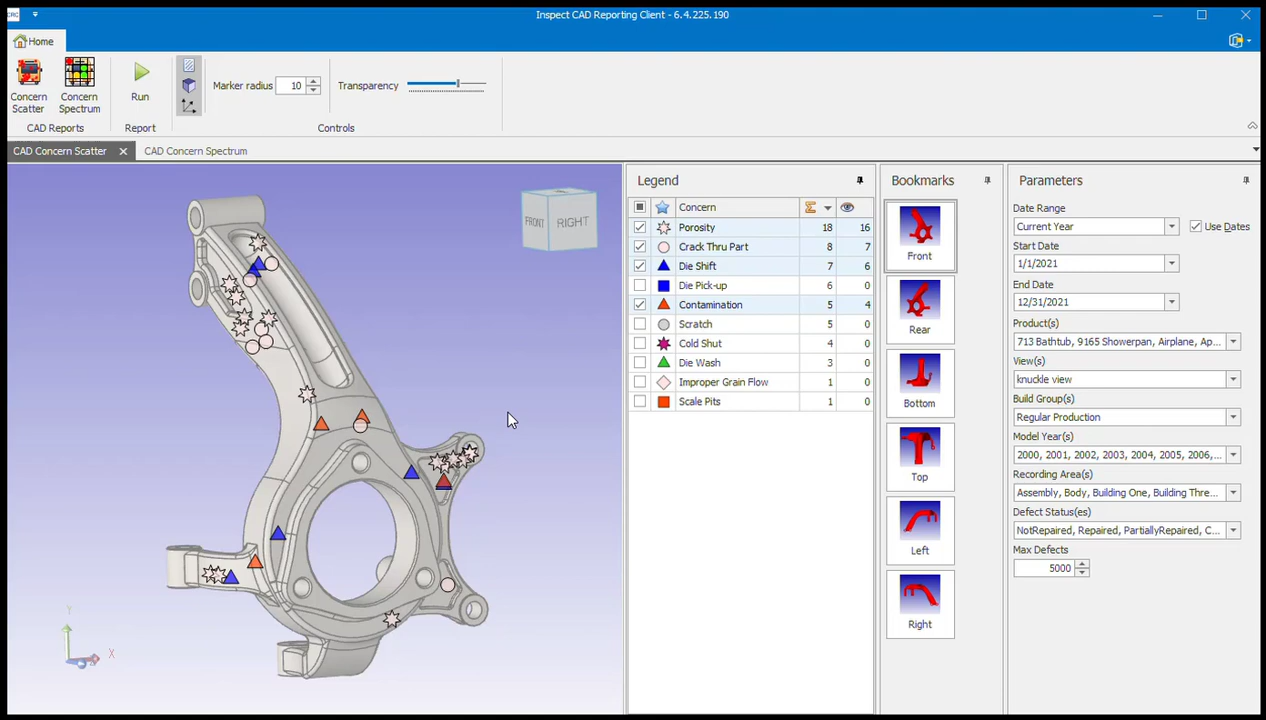 CRC
Inspect CAD Reporting Client - 6.4.225.190
Home
Concern Scatter
Concern Spectrum
Run
Marker radius 10
Transparency
CAD Reports
Report
Controls
CAD Concern Scatter
CAD Concern Spectrum
FRONT
RIGHT
Y
X
Legend
Concern Σ
Porosity 18 16
Crack Thru Part 8 7
Die Shift 7 6
Die Pick-up 6 0
Contamination 5 4
Scratch 5 0
Cold Shut 4 0
Die Wash 3 0
Improper Grain Flow 1 0
Scale Pits 1 0
Bookmarks
Front
Rear
Bottom
Top
Left
Right
Parameters
Date Range
Current Year
Use Dates
Start Date
1/1/2021
End Date
12/31/2021
Product(s)
713 Bathtub, 9165 Showerpan, Airplane, Ap...
View(s)
knuckle view
Build Group(s)
Regular Production
Model Year(s)
2000, 2001, 2002, 2003, 2004, 2005, 2006,...
Recording Area(s)
Assembly, Body, Building One, Building Thre...
Defect Status(es)
NotRepaired, Repaired, PartiallyRepaired, C...
Max Defects
5000